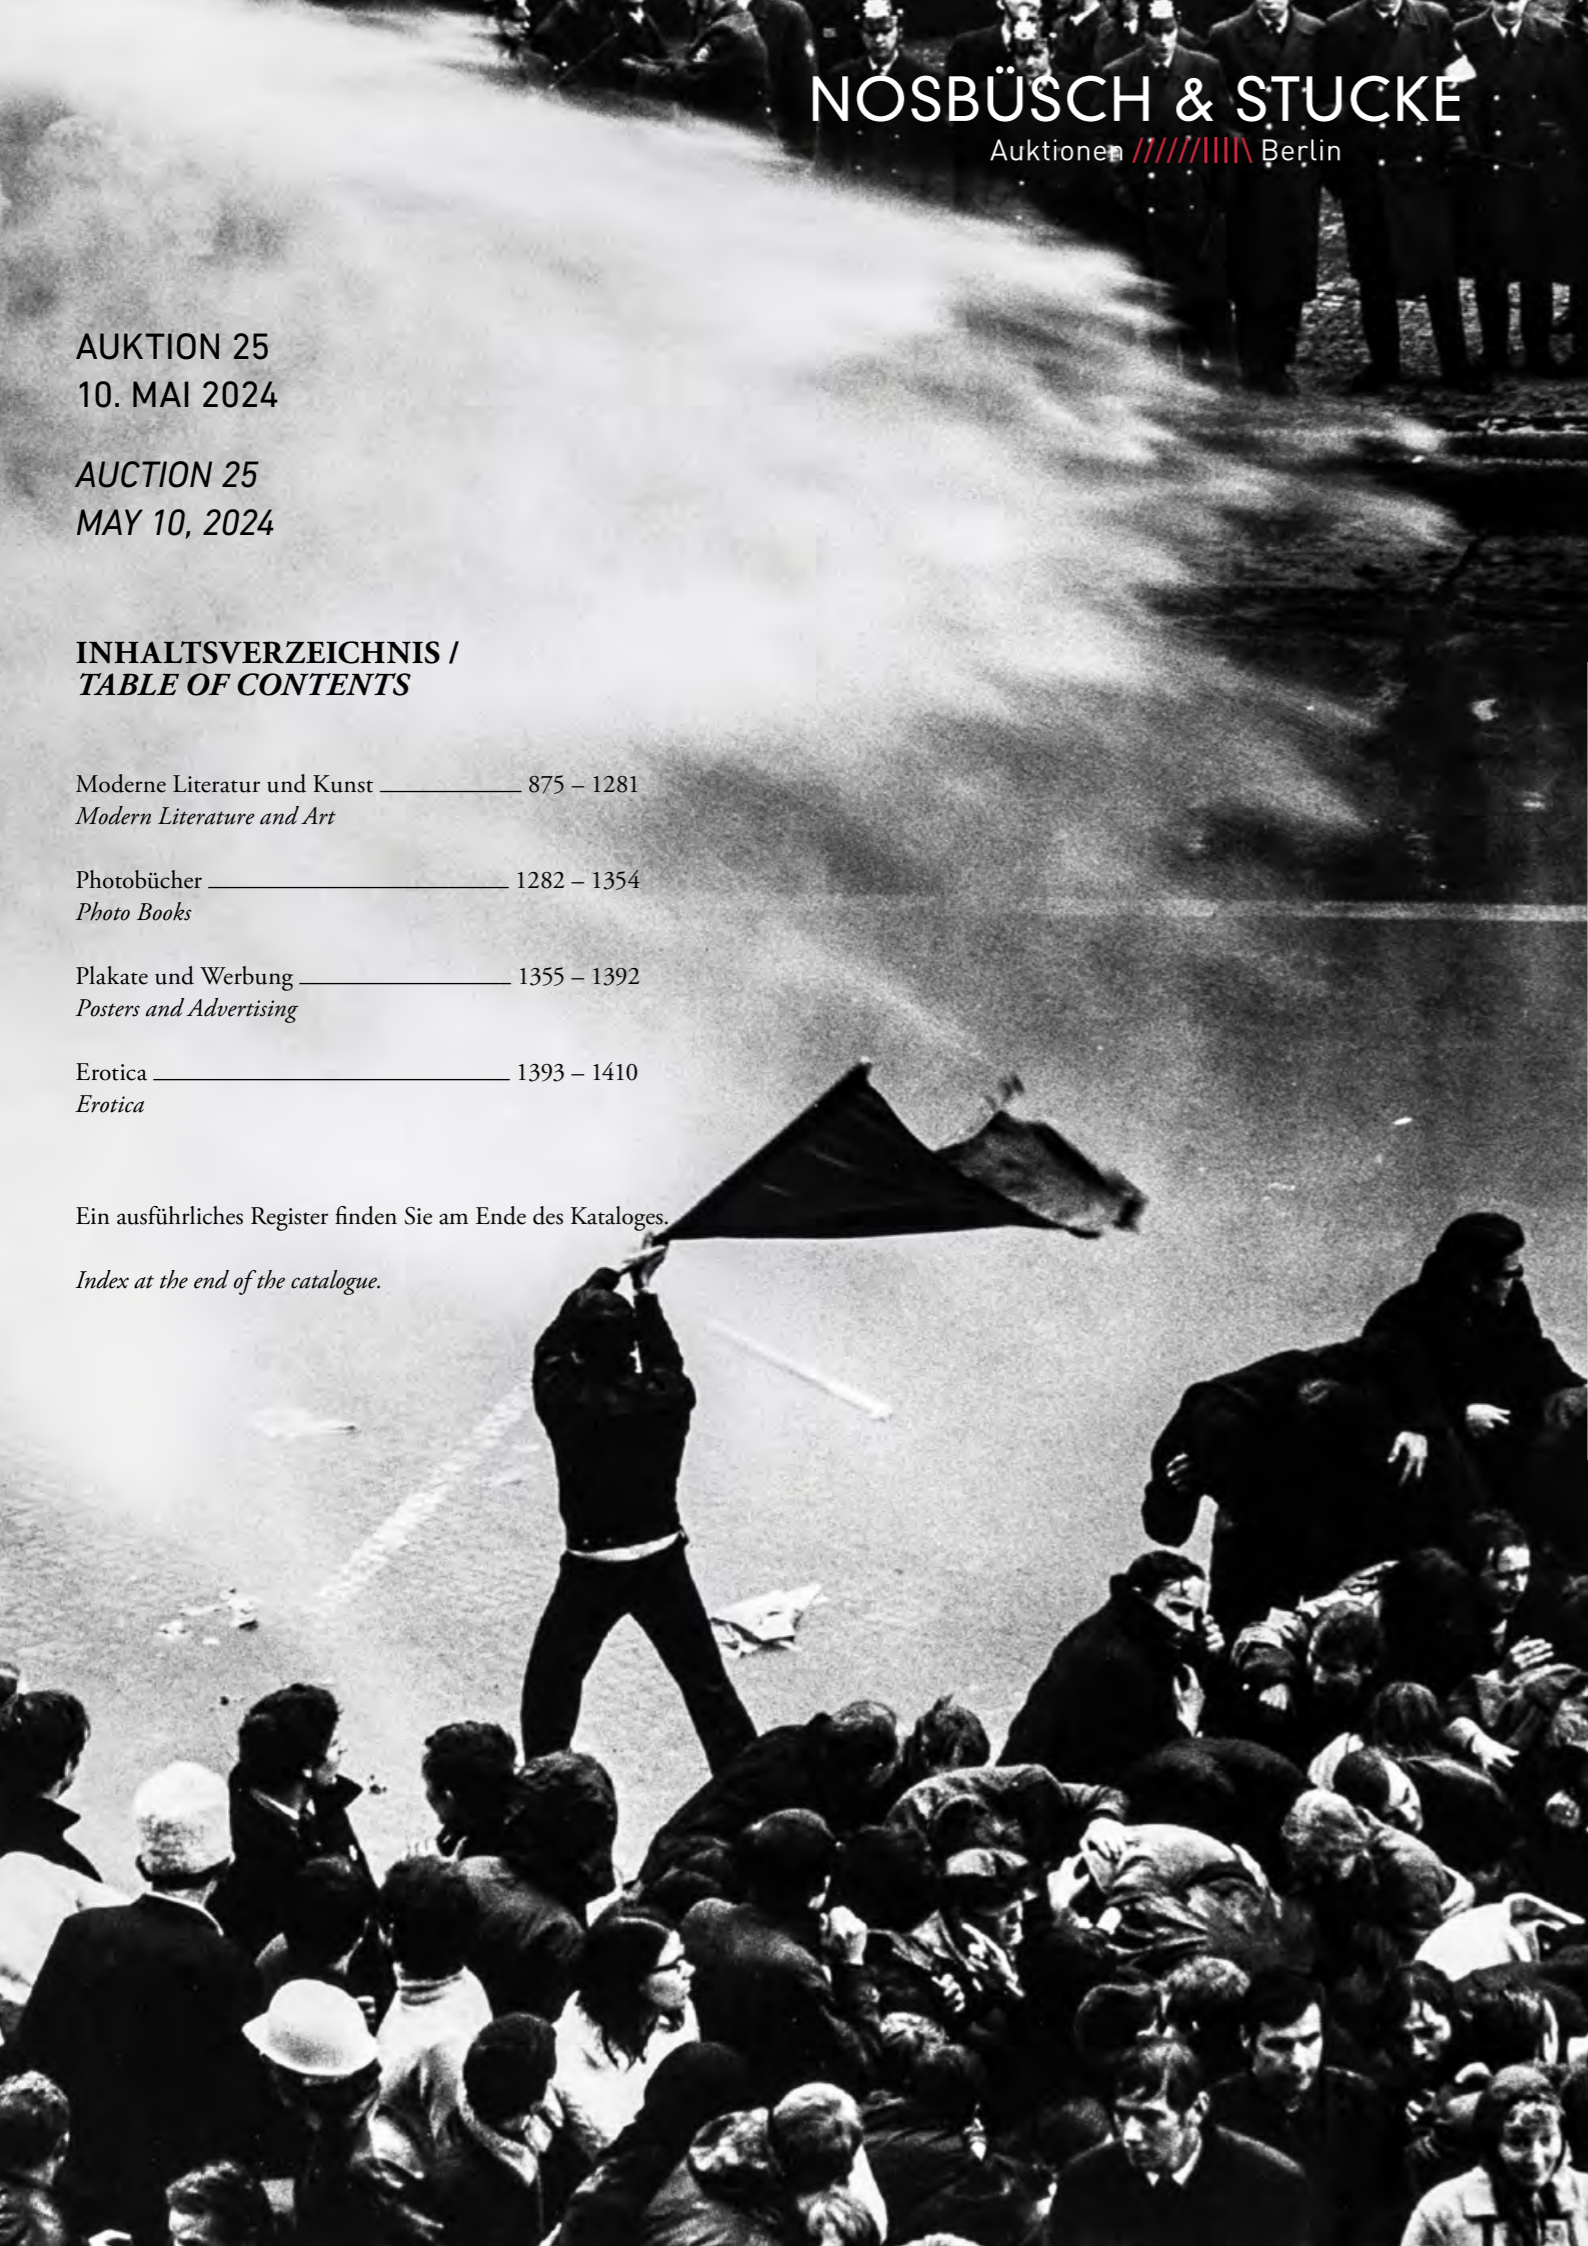 NOSBÜSCH & STUCKE
Auktionen //////||||\ Berlin
AUKTION 25
10. MAI 2024
AUCTION 25
MAY 10, 2024
INHALTSVERZEICHNIS /
TABLE OF CONTENTS
Moderne Literatur und Kunst 875 – 1281
Modern Literature and Art
Photobücher 1282 – 1354
Photo Books
Plakate und Werbung 1355 – 1392
Posters and Advertising
Erotica 1393 – 1410
Erotica
Ein ausführliches Register finden Sie am Ende des Kataloges.
Index at the end of the catalogue.